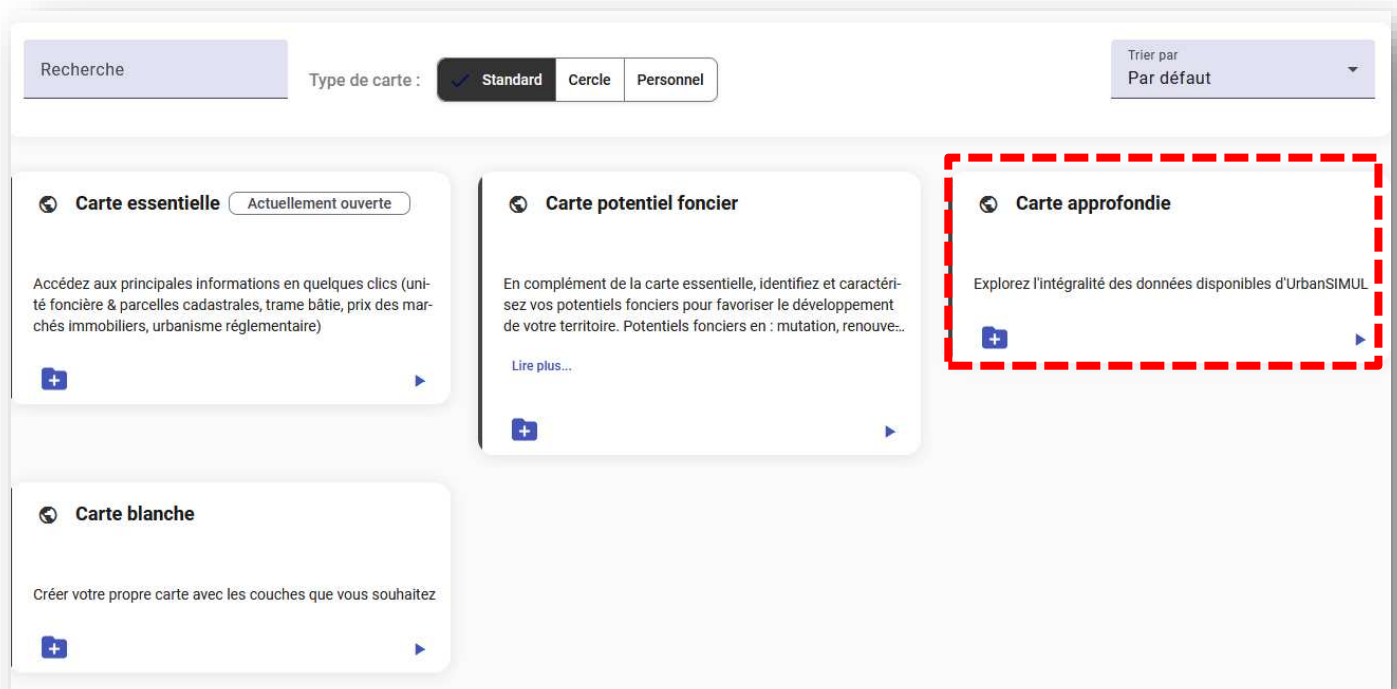 Recherche
Type de carte :
Standard
Cercle
Personnel
Trier par
Par défaut
Carte essentielle
Actuellement ouverte
Accédez aux principales informations en quelques clics (uni-
té foncière & parcelles cadastrales, trame bâtie, prix des mar-
chés immobiliers, urbanisme réglementaire)
Carte potentiel foncier
En complément de la carte essentielle, identifiez et caractéri-
sez vos potentiels fonciers pour favoriser le développement
de votre territoire. Potentiels fonciers en : mutation, renouve-...
Lire plus...
Carte approfondie
Explorez l'intégralité des données disponibles d'UrbanSIMUL
Carte blanche
Créer votre propre carte avec les couches que vous souhaitez